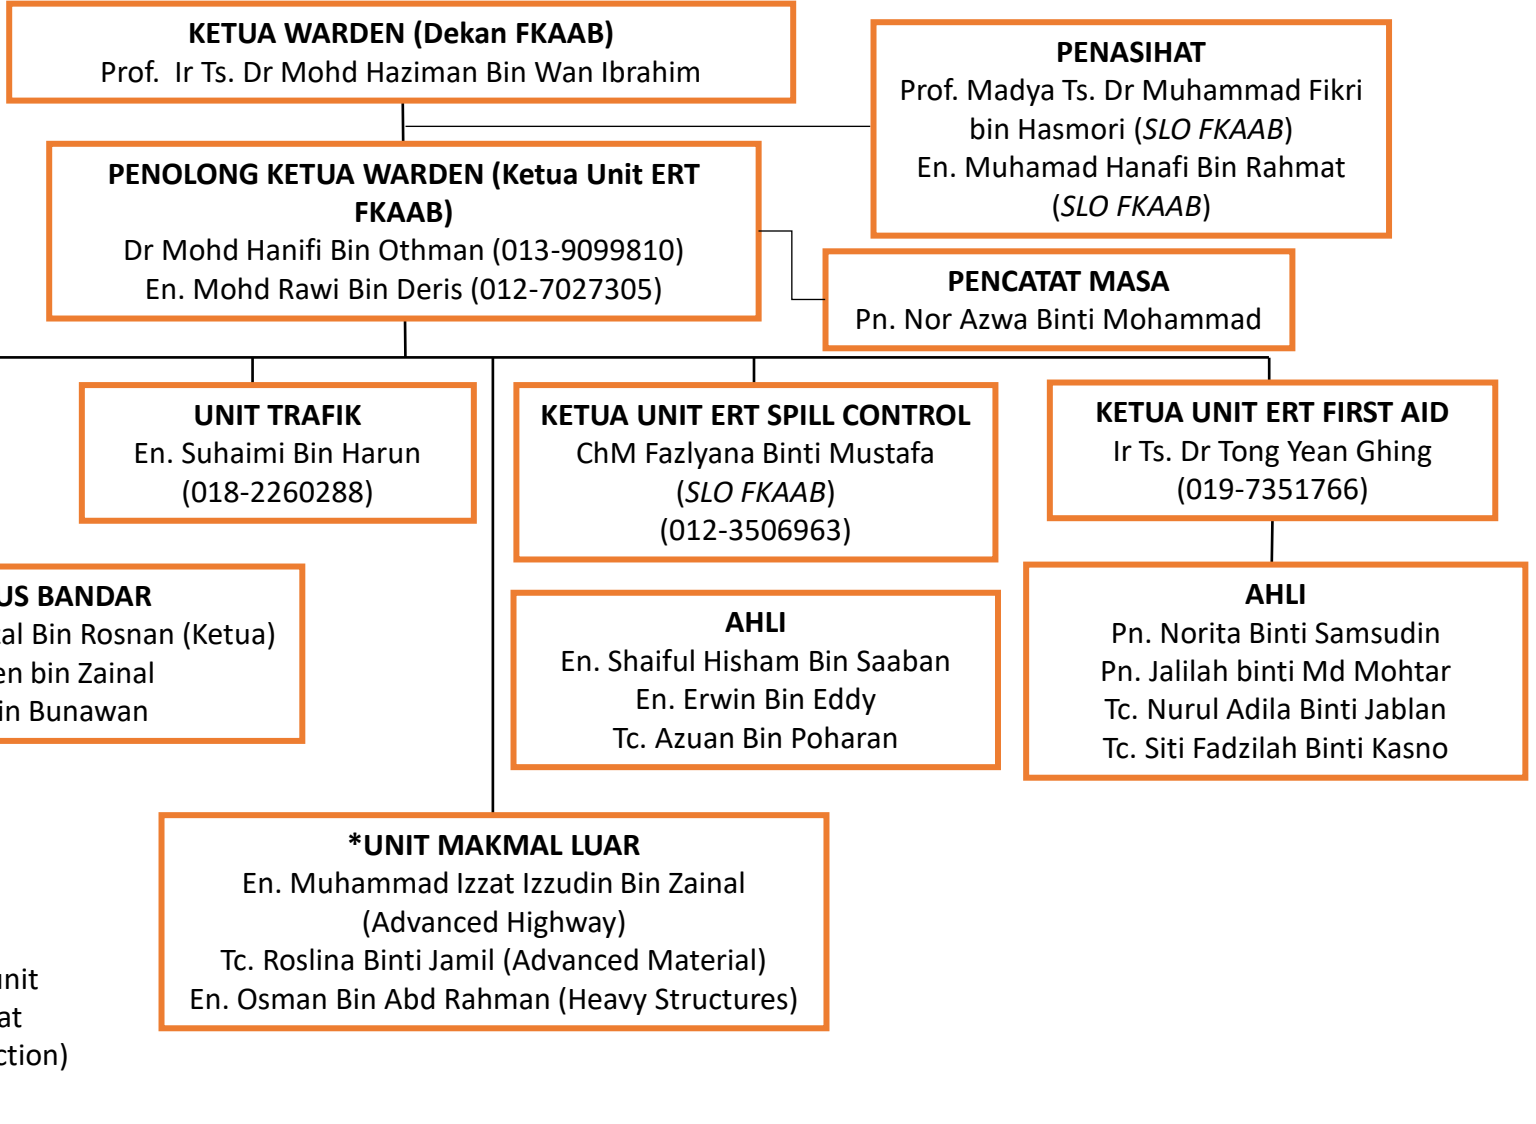 KETUA WARDEN (Dekan FKAAB)
Prof. Ir Ts. Dr Mohd Haziman Bin Wan Ibrahim
PENASIHAT
Prof. Madya Ts. Dr Muhammad Fikri
bin Hasmori (SLO FKAAB)
En. Muhamad Hanafi Bin Rahmat
(SLO FKAAB)
PENOLONG KETUA WARDEN (Ketua Unit ERT
FKAAB)
Dr Mohd Hanifi Bin Othman (013-9099810)
En. Mohd Rawi Bin Deris (012-7027305)
PENCATAT MASA
Pn. Nor Azwa Binti Mohammad
UNIT TRAFIK
En. Suhaimi Bin Harun
(018-2260288)
KETUA UNIT ERT SPILL CONTROL
ChM Fazlyana Binti Mustafa
(SLO FKAAB)
(012-3506963)
KETUA UNIT ERT FIRST AID
Ir Ts. Dr Tong Yean Ghing
(019-7351766)
US BANDAR
al Bin Rosnan (Ketua)
en bin Zainal
in Bunawan
AHLI
En. Shaiful Hisham Bin Saaban
En. Erwin Bin Eddy
Tc. Azuan Bin Poharan
AHLI
Pn. Norita Binti Samsudin
Pn. Jalilah binti Md Mohtar
Tc. Nurul Adila Binti Jablan
Tc. Siti Fadzilah Binti Kasno
*UNIT MAKMAL LUAR
En. Muhammad Izzat Izzudin Bin Zainal
(Advanced Highway)
Tc. Roslina Binti Jamil (Advanced Material)
En. Osman Bin Abd Rahman (Heavy Structures)
unit
at
ction)